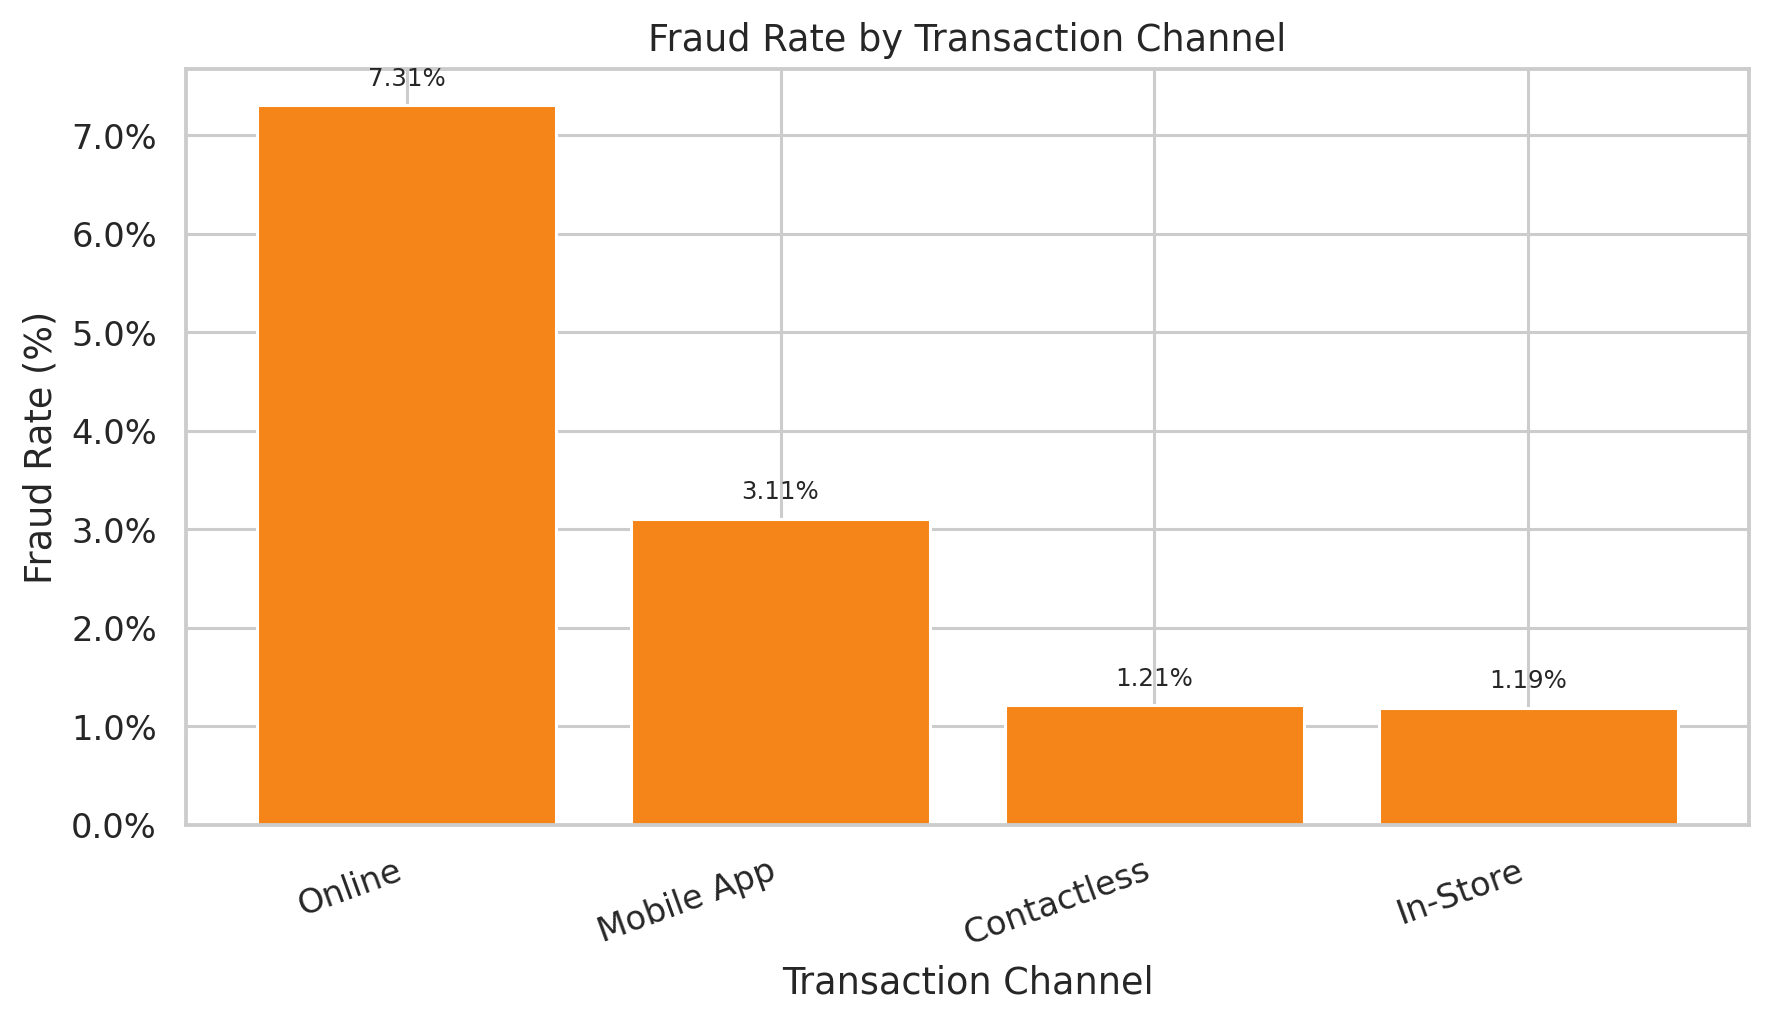 Fraud Rate by Transaction Channel
7.31%
7.0%
6.0%
5.0%
4.0%
3.11%
3.0%
2.0%
1.21%
1.19%
1.0%
0.0%
Fraud Rate (%)
Online
Mobile App
Contactless
In-Store
Transaction Channel